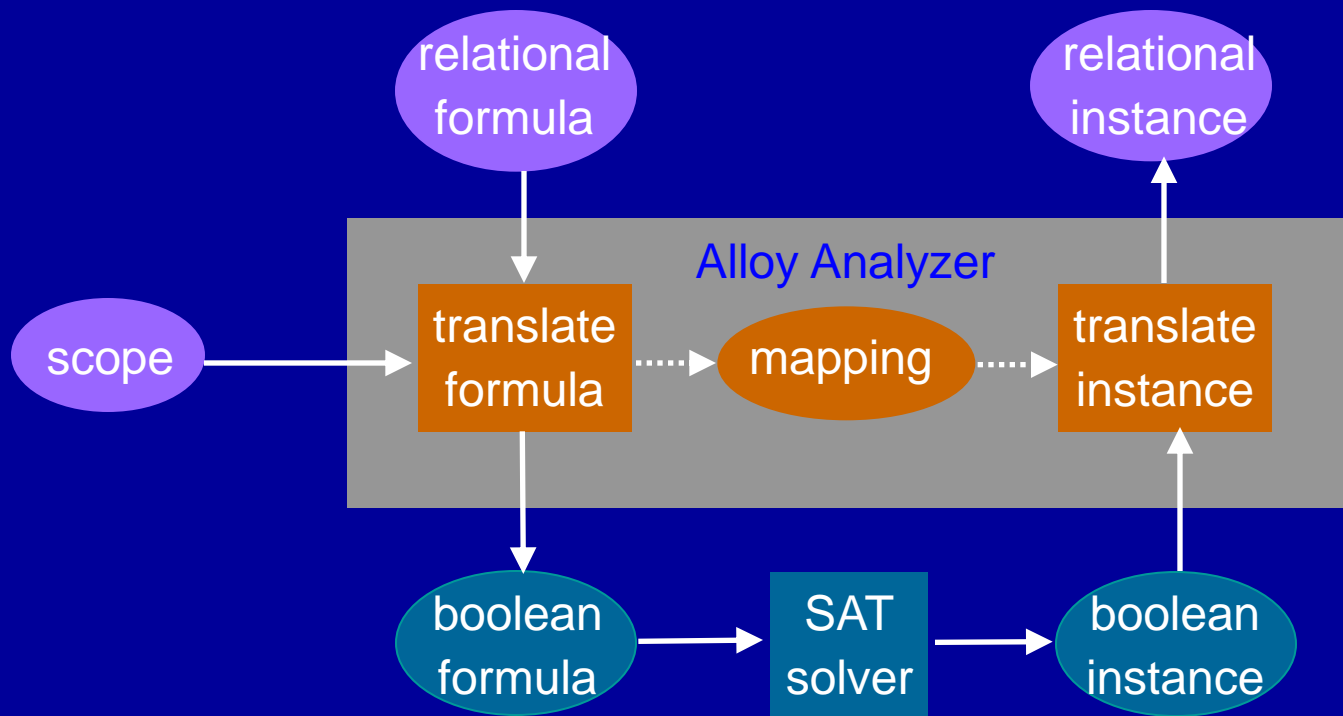 relational
formula
relational
instance
Alloy Analyzer
scope
translate
formula
mapping
translate
instance
boolean
formula
SAT
solver
boolean
instance